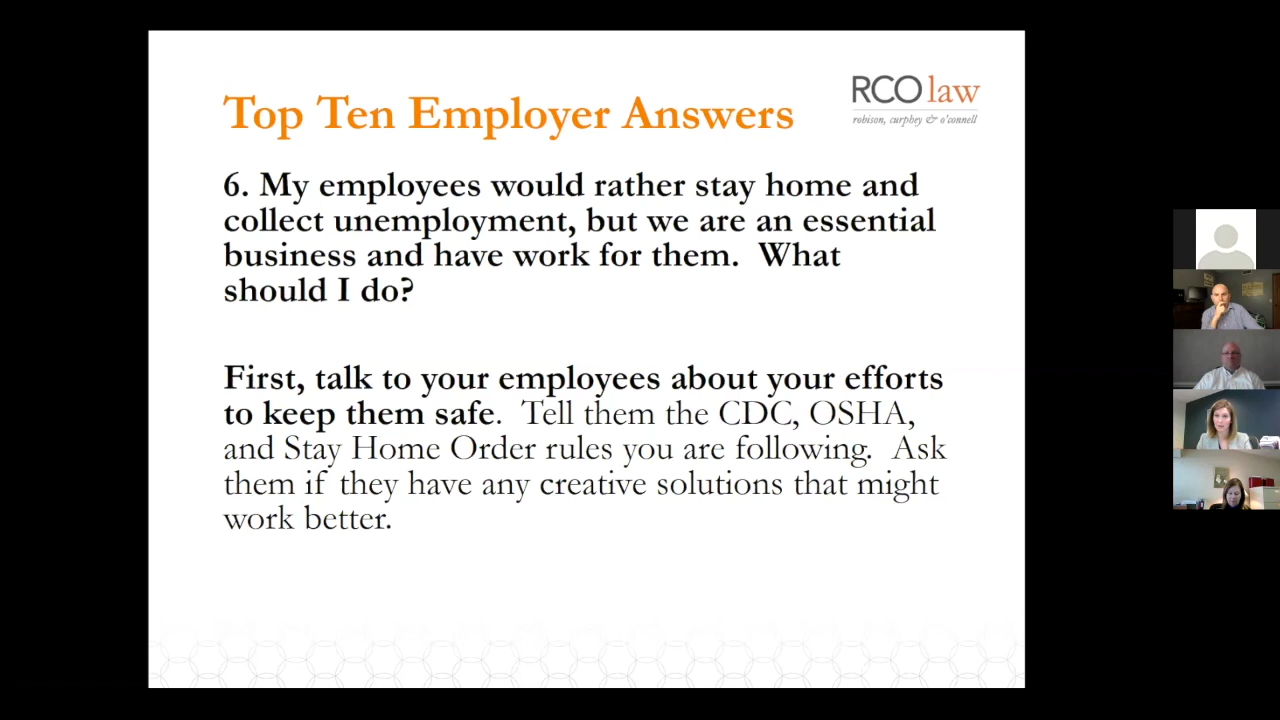 RCO law
robison, curphey & o'connell
Top Ten Employer Answers
6. My employees would rather stay home and
collect unemployment, but we are an essential
business and have work for them. What
should I do?
First, talk to your employees about your efforts
to keep them safe. Tell them the CDC, OSHA,
and Stay Home Order rules you are following. Ask
them if they have any creative solutions that might
work better.